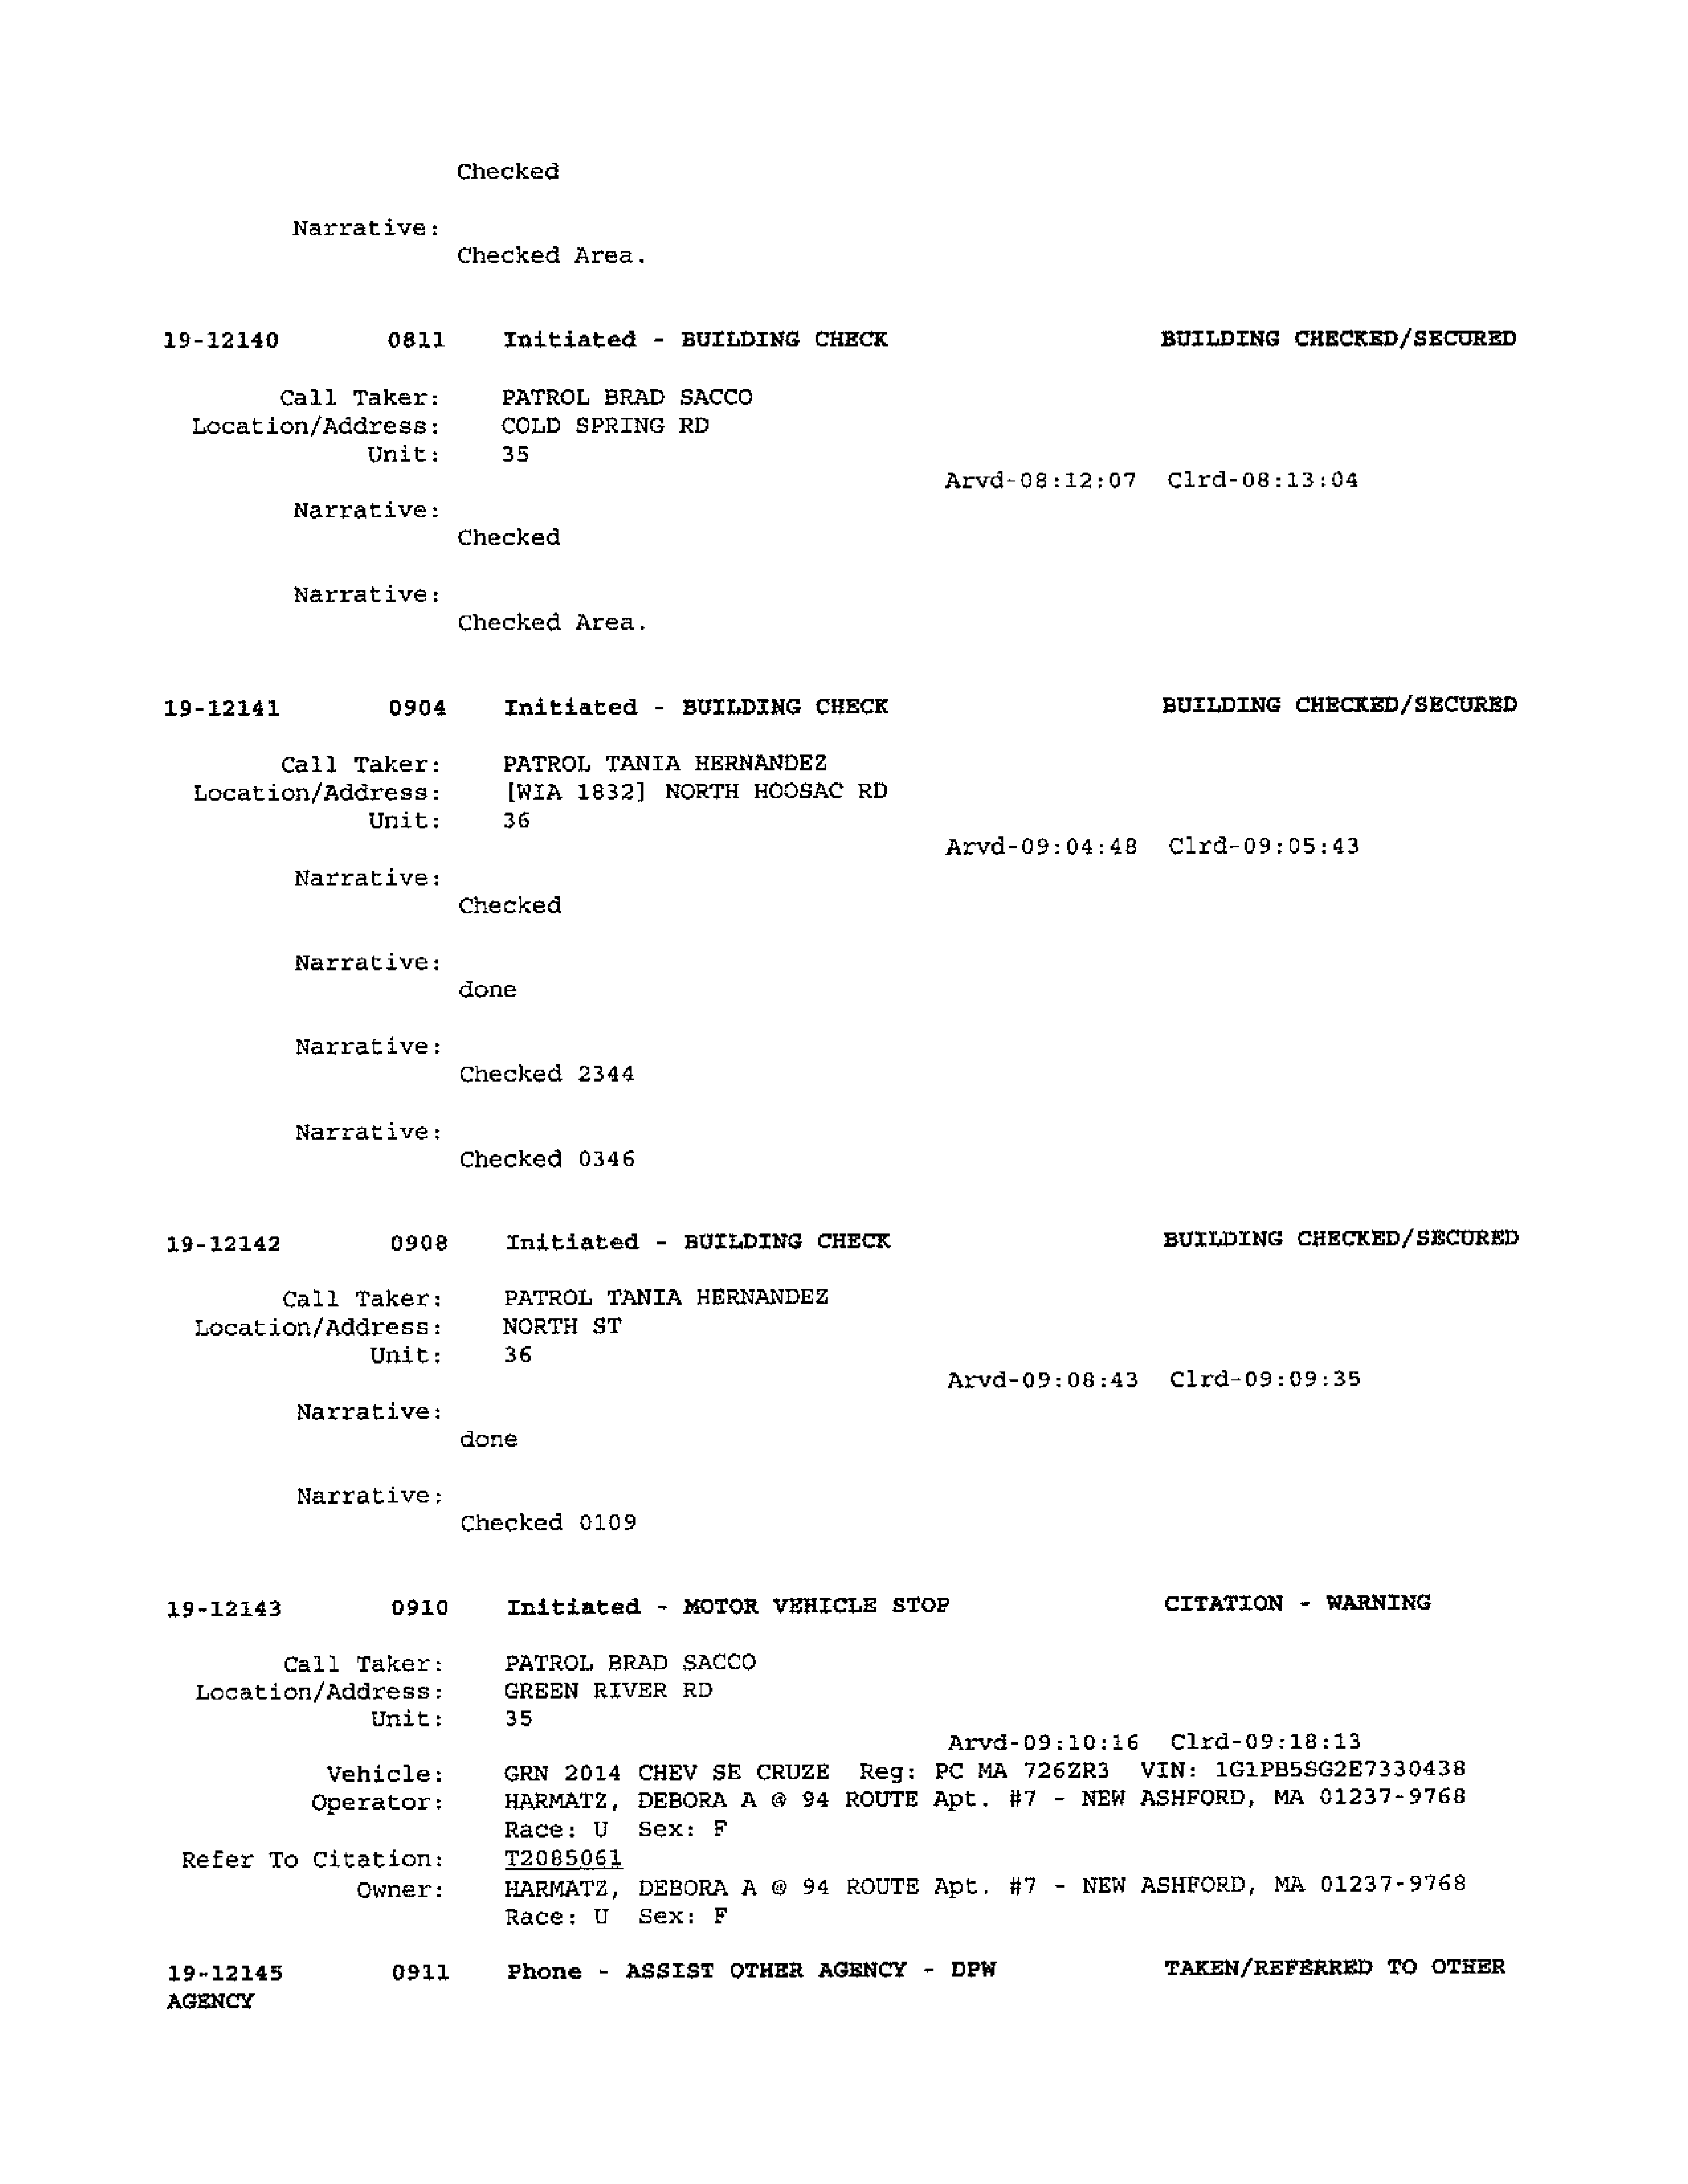 Checked
Narrative:
Checked Area.
19-12140 0811 Initiated - BUILDING CHECK BUILDING CHECKED/SECURED
Call Taker: PATROL BRAD SACCO
Location/Address: COLD SPRING RD
Unit: 35
Arvd-08:12:07 Clrd-08:13:04
Narrative:
Checked
Narrative:
Checked Area.
19-12141 0904 Initiated - BUILDING CHECK BUILDING CHECKED/SECURED
Call Taker: PATROL TANIA HERNANDEZ
Location/Address: [WIA 1832] NORTH HOOSAC RD
Unit: 36
Arvd-09:04:48 Clrd-09:05:43
Narrative:
Checked
Narrative:
done
Narrative:
Checked 2344
Narrative:
Checked 0346
19-12142 0908 Initiated - BUILDING CHECK BUILDING CHECKED/SECURED
Call Taker: PATROL TANIA HERNANDEZ
Location/Address: NORTH ST
Unit: 36
Arvd-09:08:43 Clrd-09:09:35
Narrative:
done
Narrative:
Checked 0109
19-12143 0910 Initiated - MOTOR VEHICLE STOP CITATION - WARNING
Call Taker: PATROL BRAD SACCO
Location/Address: GREEN RIVER RD
Unit: 35
Arvd-09:10:16 Clrd-09:18:13
Vehicle: GRN 2014 CHEV SE CRUZE Reg: PC MA 726ZR3 VIN: 1G1PB5SG2E7330438
Operator: HARMATZ, DEBORA A @ 94 ROUTE Apt. #7 - NEW ASHFORD, MA 01237-9768
Race: U Sex: F
Refer To Citation: T2085061
Owner: HARMATZ, DEBORA A @ 94 ROUTE Apt. #7 - NEW ASHFORD, MA 01237-9768
Race: U Sex: F
19-12145 0911 Phone - ASSIST OTHER AGENCY - DPW TAKEN/REFERRED TO OTHER
AGENCY